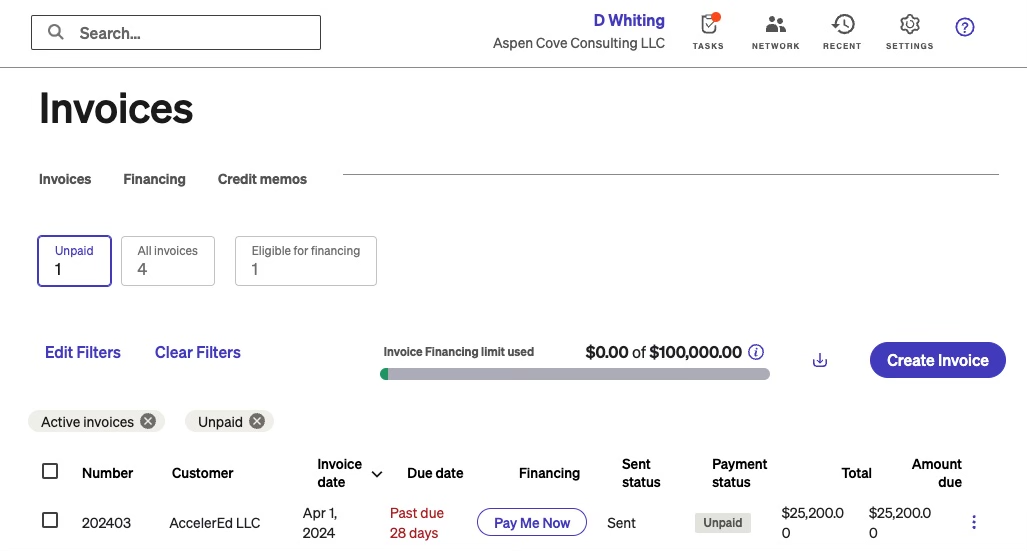 Search...
D Whiting
Aspen Cove Consulting LLC
TASKS
NETWORK
RECENT
SETTINGS
?
Invoices
Invoices
Financing
Credit memos
Unpaid
1
All invoices
4
Eligible for financing
1
Edit Filters
Clear Filters
Invoice Financing limit used
$0.00 of $100,000.00
i
Create Invoice
Active invoices
Unpaid
Number
Customer
Invoice
date
Due date
Financing
Sent
status
Payment
status
Total
Amount
due
202403
AccelerEd LLC
Apr 1,
2024
Past due
28 days
Pay Me Now
Sent
Unpaid
$25,200.0
0
$25,200.0
0